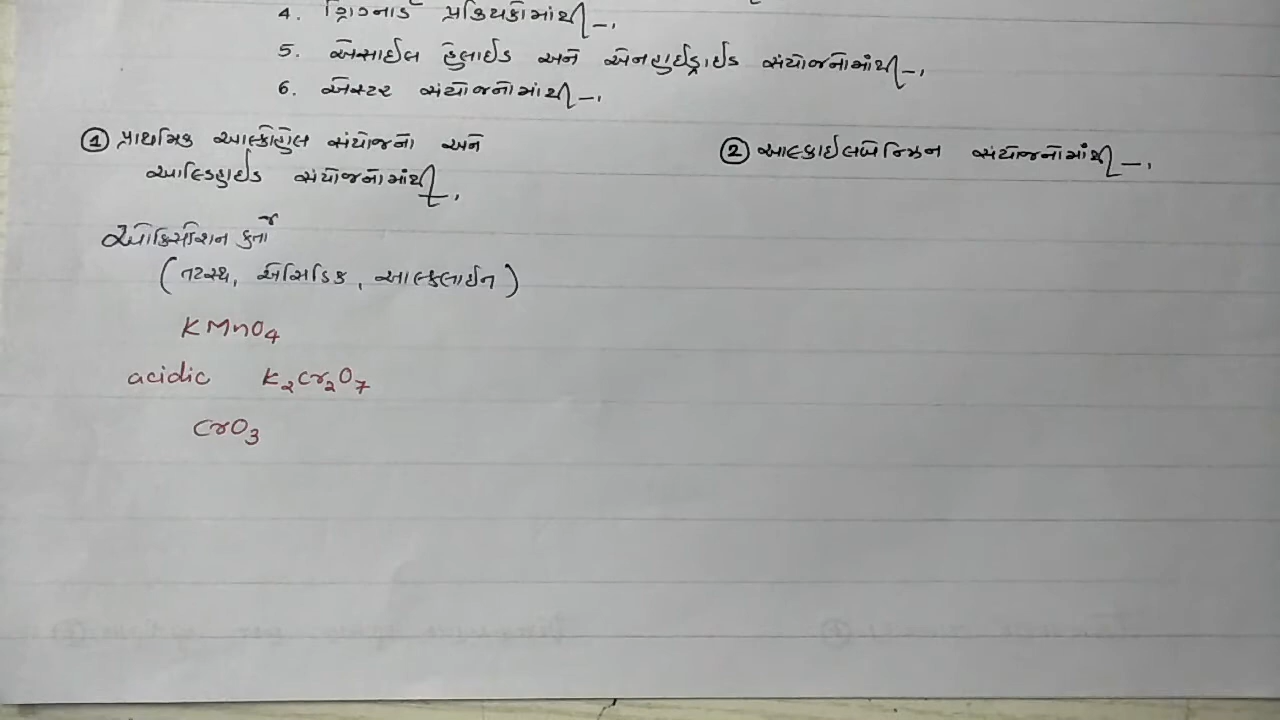 4. ગ્રિગ્નાર્ડ પ્રક્રિયકોમાંથી -.
5. એસાઈલ હેલાઈડ અને એનહાઈડ્રાઈડ સંયોજનોમાંથી -.
6. એસ્ટર સંયોજનોમાંથી -.
① પ્રાથમિક આલ્કોહોલ સંયોજનો અને
આલ્ડિહાઈડ સંયોજનોમાંથી -.
ઓક્સિડેશન કર્તા
(તટસ્થ, એસિડિક, આલ્કલાઈન)
KMnO4
acidic K2Cr2O7
CrO3
② આલ્કાઈલબેન્ઝિન સંયોજનોમાંથી -.